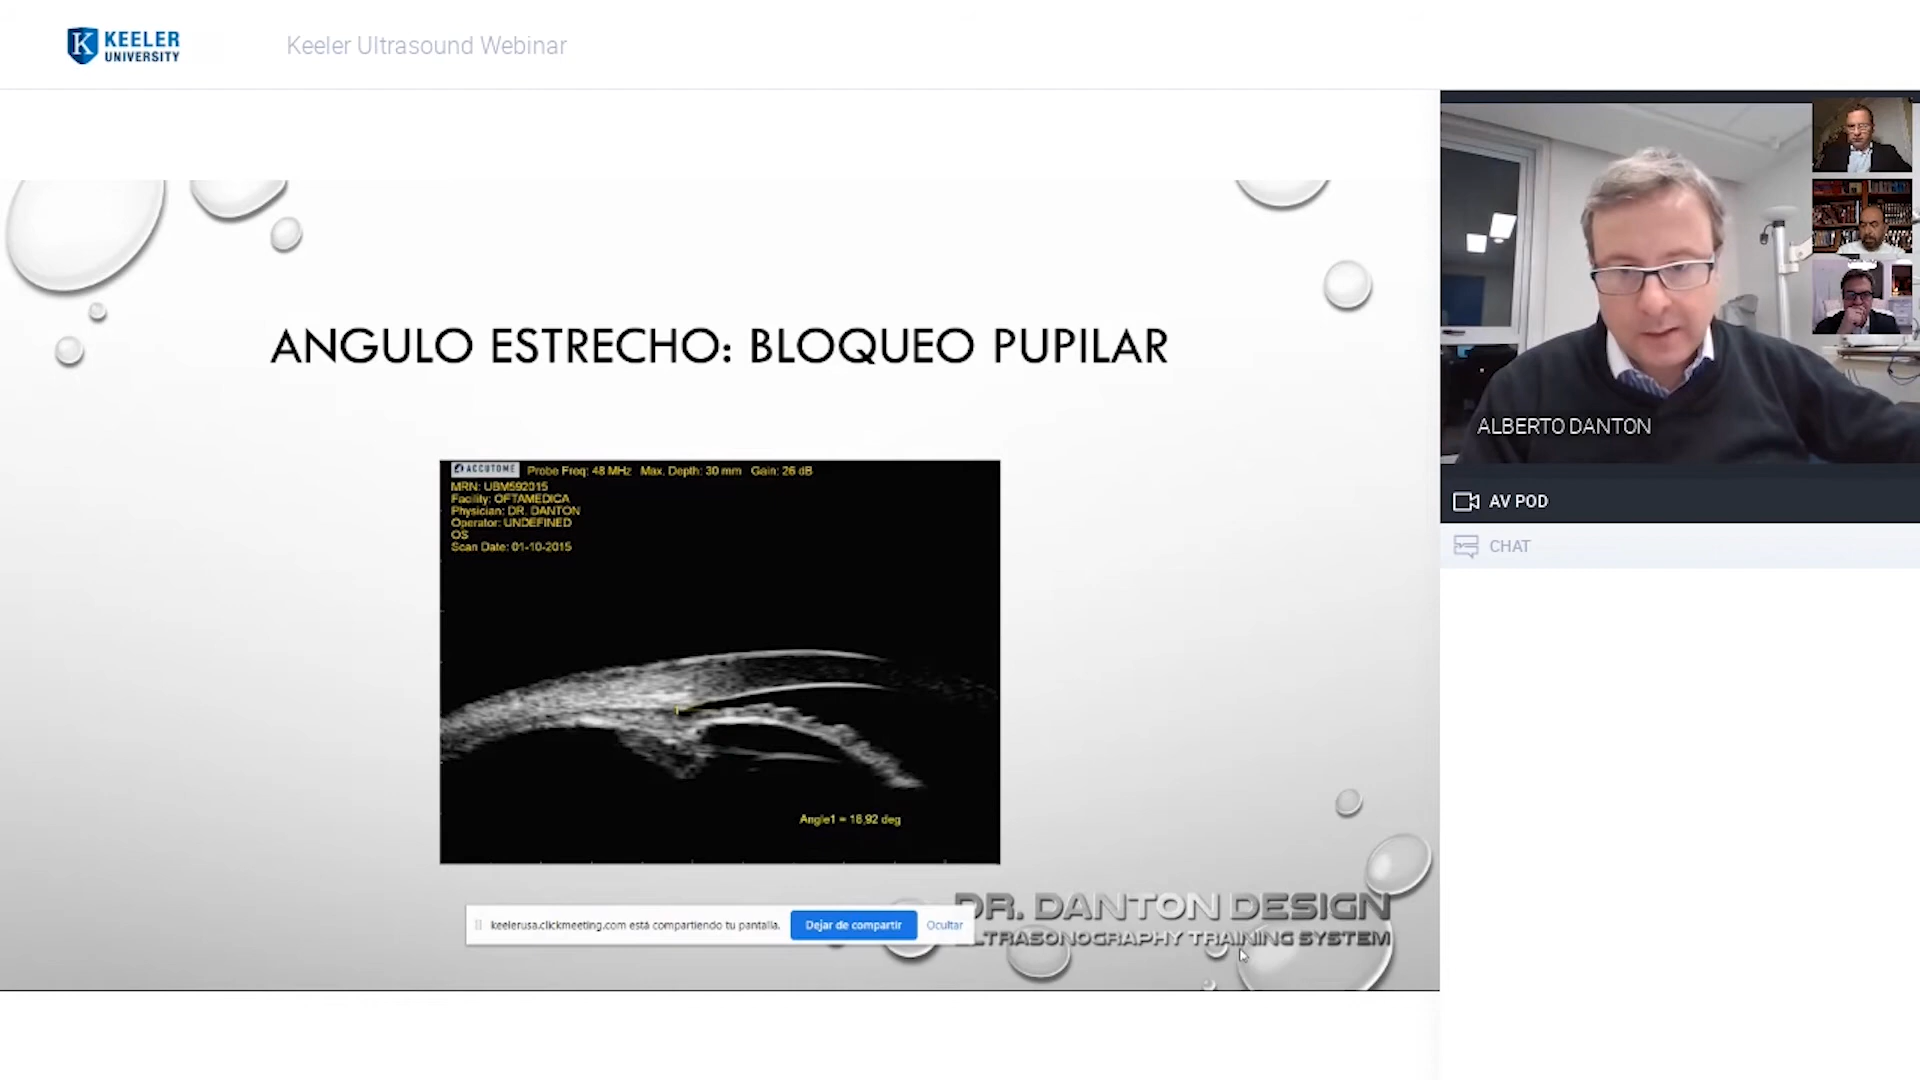 KEELER
UNIVERSITY
Keeler Ultrasound Webinar
ANGULO ESTRECHO: BLOQUEO PUPILAR
ACCUTOME Probe Freq: 48 MHz Max. Depth: 30 mm Gain: 26 dB
MRN: UBM592015
Facility: OFTAMEDICA
Physician: DR. DANTON
Operator: UNDEFINED
OS
Scan Date: 01-10-2015
Angle1 = 18,92 deg
DR. DANTON DESIGN
LTRASONOGRAPHY TRAINING SYSTEM
keelerusa.clickmeeting.com está compartiendo tu pantalla. Dejar de compartir Ocultar
ALBERTO DANTON
AV POD
CHAT